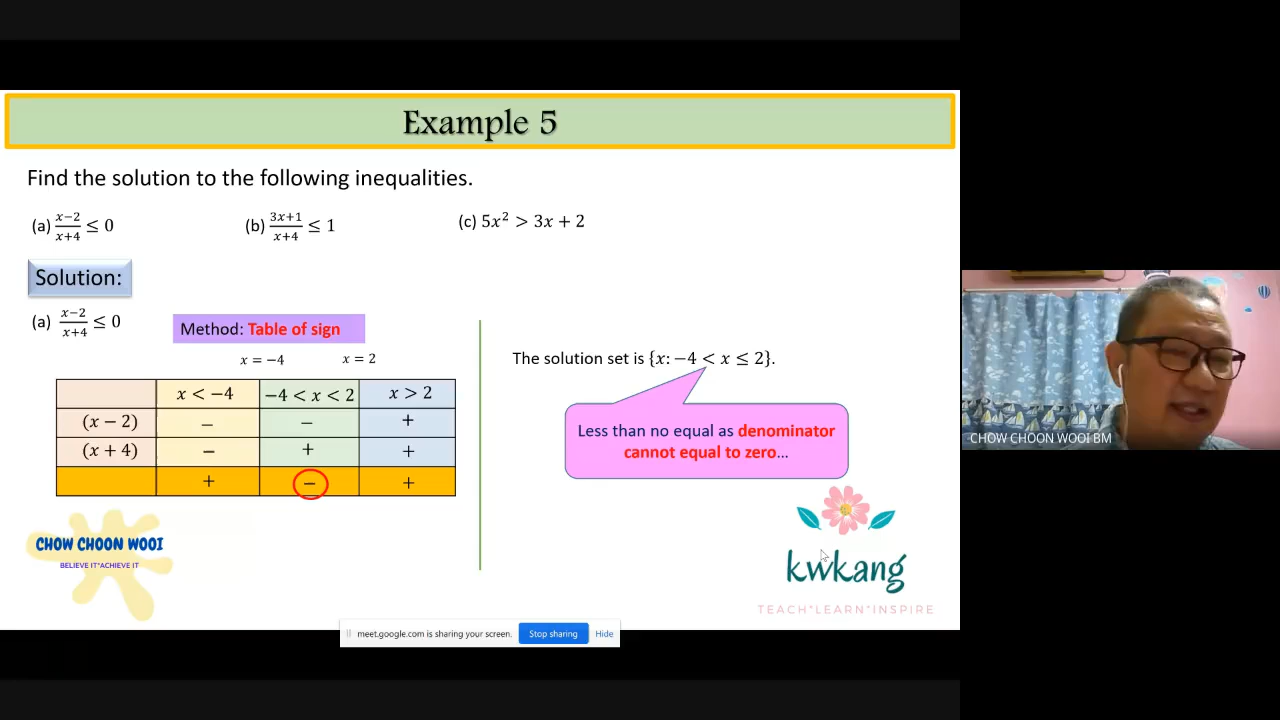 Example 5
Find the solution to the following inequalities.
(a) \frac{x−2}{x+4} ≤ 0 (b) \frac{3x+1}{x+4} ≤ 1 (c) 5x² > 3x + 2
Solution:
(a) \frac{x−2}{x+4} ≤ 0
Method: Table of sign
x = −4 x = 2
x < −4 −4 < x < 2 x > 2
(x − 2) − − +
(x + 4) − + +
+ − +
The solution set is {x: −4 < x ≤ 2}.
Less than no equal as denominator
cannot equal to zero...
CHOW CHOON WOOI
BELIEVE IT*ACHIEVE IT
kwkang
TEACH*LEARN*INSPIRE
meet.google.com is sharing your screen. Stop sharing Hide
CHOW CHOON WOOI BM